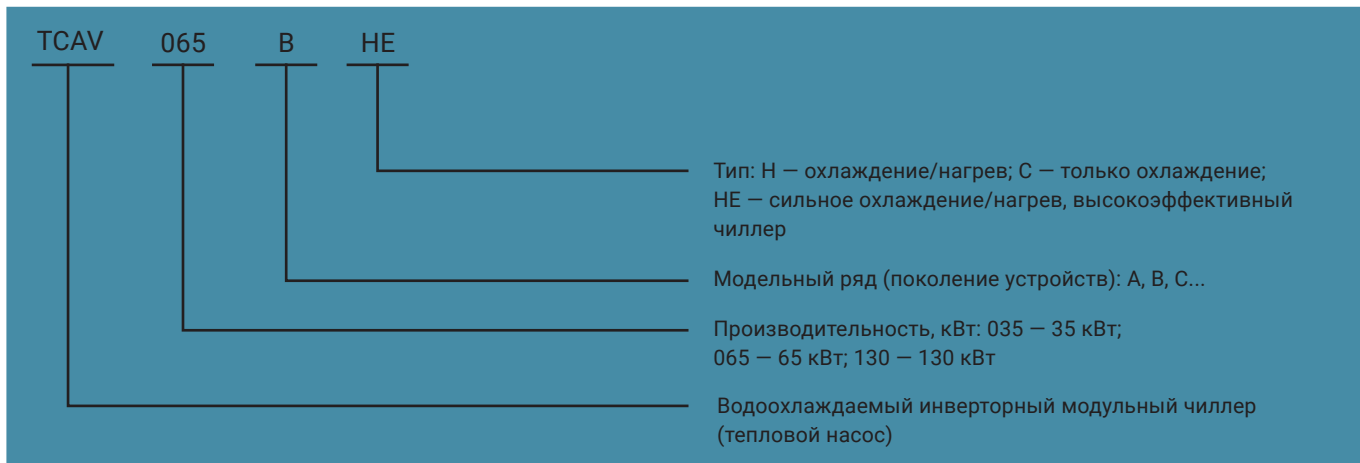 TCAV 065 B HE
Тип: H — охлаждение/нагрев; C — только охлаждение;
HE — сильное охлаждение/нагрев, высокоэффективный
чиллер
Модельный ряд (поколение устройств): A, B, C...
Производительность, кВт: 035 — 35 кВт;
065 — 65 кВт; 130 — 130 кВт
Водоохлаждаемый инверторный модульный чиллер
(тепловой насос)